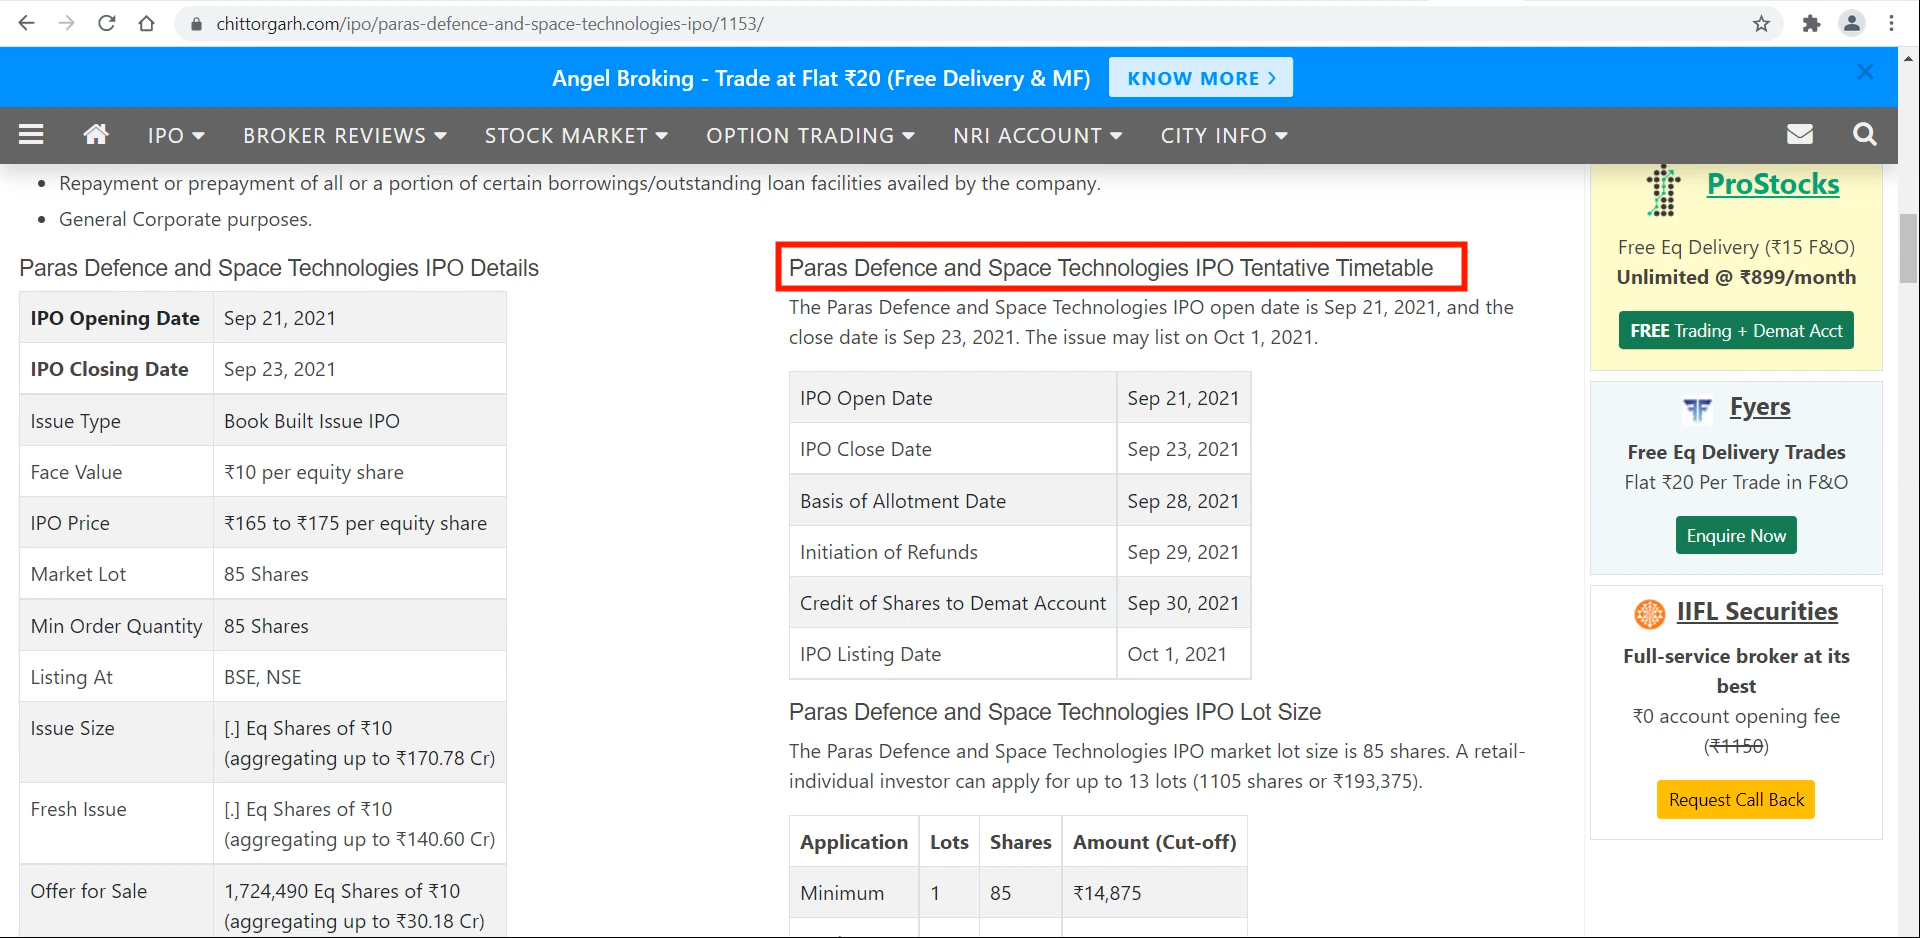 chittorgarh.com/ipo/paras-defence-and-space-technologies-ipo/1153/
Angel Broking - Trade at Flat ₹20 (Free Delivery & MF) KNOW MORE
IPO BROKER REVIEWS STOCK MARKET OPTION TRADING NRI ACCOUNT CITY INFO
• Repayment or prepayment of all or a portion of certain borrowings/outstanding loan facilities availed by the company.
• General Corporate purposes.
Paras Defence and Space Technologies IPO Details
IPO Opening Date Sep 21, 2021
IPO Closing Date Sep 23, 2021
Issue Type Book Built Issue IPO
Face Value ₹10 per equity share
IPO Price ₹165 to ₹175 per equity share
Market Lot 85 Shares
Min Order Quantity 85 Shares
Listing At BSE, NSE
Issue Size [.] Eq Shares of ₹10
(aggregating up to ₹170.78 Cr)
Fresh Issue [.] Eq Shares of ₹10
(aggregating up to ₹140.60 Cr)
Offer for Sale 1,724,490 Eq Shares of ₹10
(aggregating up to ₹30.18 Cr)
Paras Defence and Space Technologies IPO Tentative Timetable
The Paras Defence and Space Technologies IPO open date is Sep 21, 2021, and the
close date is Sep 23, 2021. The issue may list on Oct 1, 2021.
IPO Open Date Sep 21, 2021
IPO Close Date Sep 23, 2021
Basis of Allotment Date Sep 28, 2021
Initiation of Refunds Sep 29, 2021
Credit of Shares to Demat Account Sep 30, 2021
IPO Listing Date Oct 1, 2021
Paras Defence and Space Technologies IPO Lot Size
The Paras Defence and Space Technologies IPO market lot size is 85 shares. A retail-
individual investor can apply for up to 13 lots (1105 shares or ₹193,375).
Application Lots Shares Amount (Cut-off)
Minimum 1 85 ₹14,875
ProStocks
Free Eq Delivery (₹15 F&O)
Unlimited @ ₹899/month
FREE Trading + Demat Acct
Fyers
Free Eq Delivery Trades
Flat ₹20 Per Trade in F&O
Enquire Now
IIFL Securities
Full-service broker at its
best
₹0 account opening fee
(₹1150)
Request Call Back